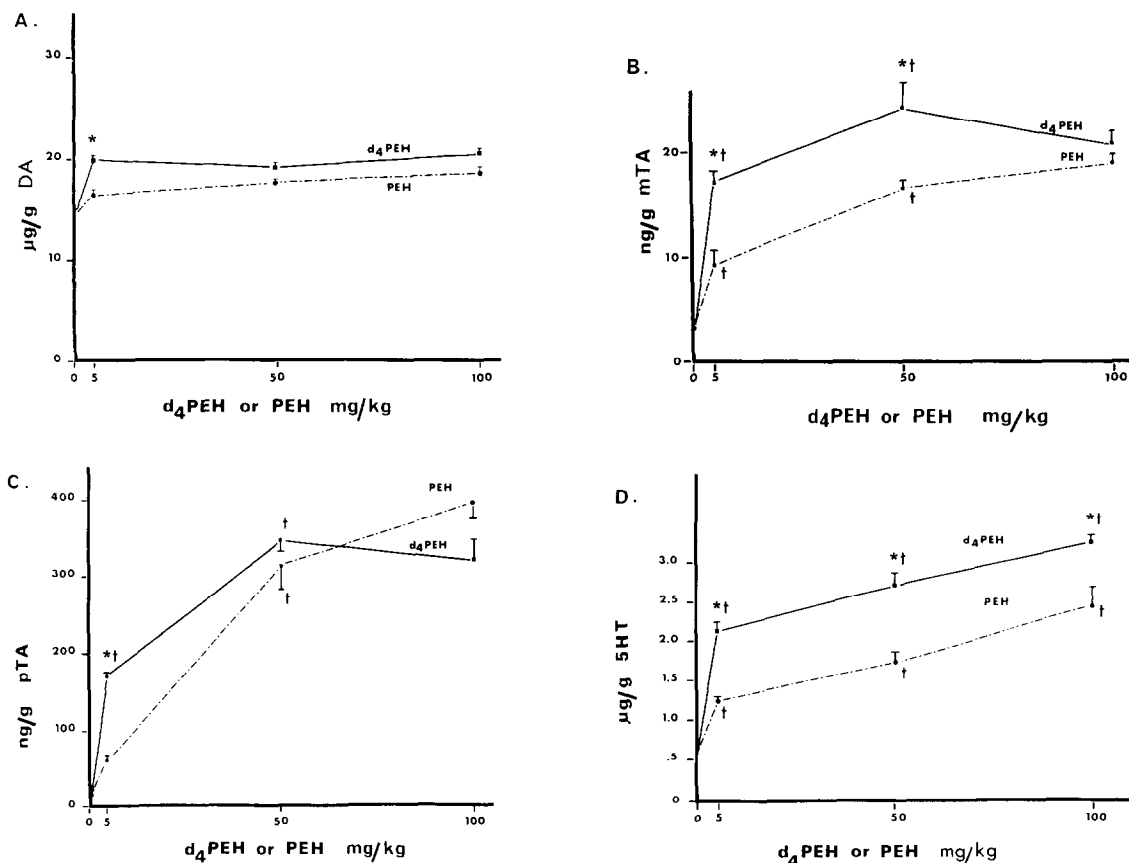 A.
30
20
10
0
µg/g DA
*
d4PEH
PEH
0 5 50 100
d4PEH or PEH mg/kg
B.
20
10
0
ng/g mTA
*†
*†
d4PEH
PEH
†
†
0 5 50 100
d4PEH or PEH mg/kg
C.
400
300
200
100
0
ng/g pTA
*†
†
†
PEH
d4PEH
0 5 50 100
d4PEH or PEH mg/kg
D.
3.0
2.5
2.0
1.5
1.0
.5
0
µg/g 5HT
*†
*†
*†
d4PEH
PEH
†
†
†
0 5 50 100
d4PEH or PEH mg/kg